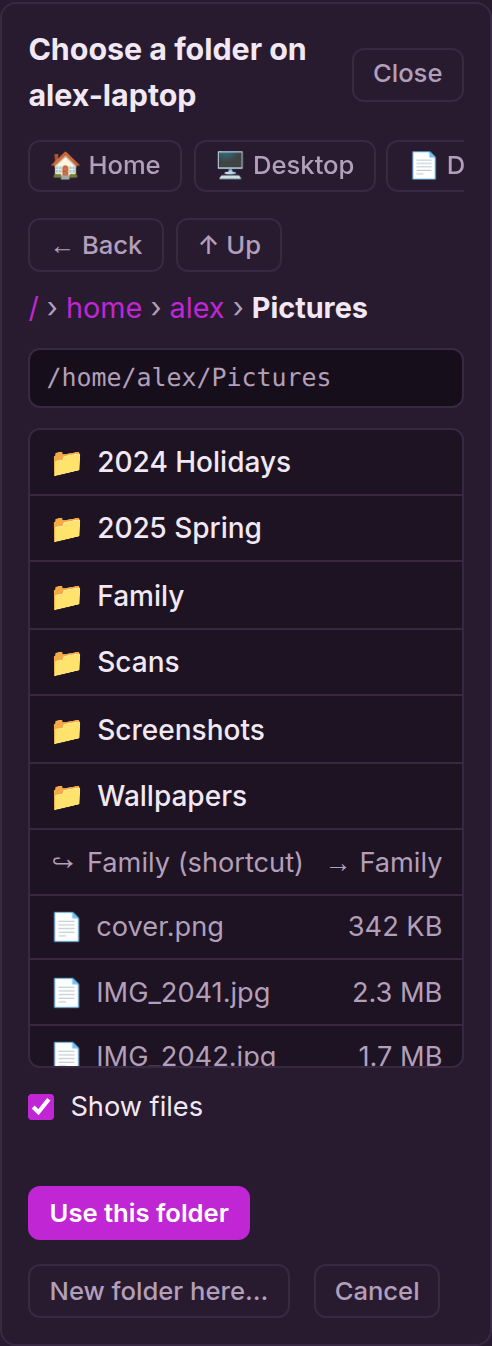 Choose a folder on
alex-laptop
Close
🏠 Home
🖥️ Desktop
📄 D
← Back
↑ Up
/ › home › alex › Pictures
/home/alex/Pictures
📁 2024 Holidays
📁 2025 Spring
📁 Family
📁 Scans
📁 Screenshots
📁 Wallpapers
↪ Family (shortcut) → Family
📄 cover.png 342 KB
📄 IMG_2041.jpg 2.3 MB
📄 IMG_2042.jpg 1.7 MB
Show files
Use this folder
New folder here...
Cancel